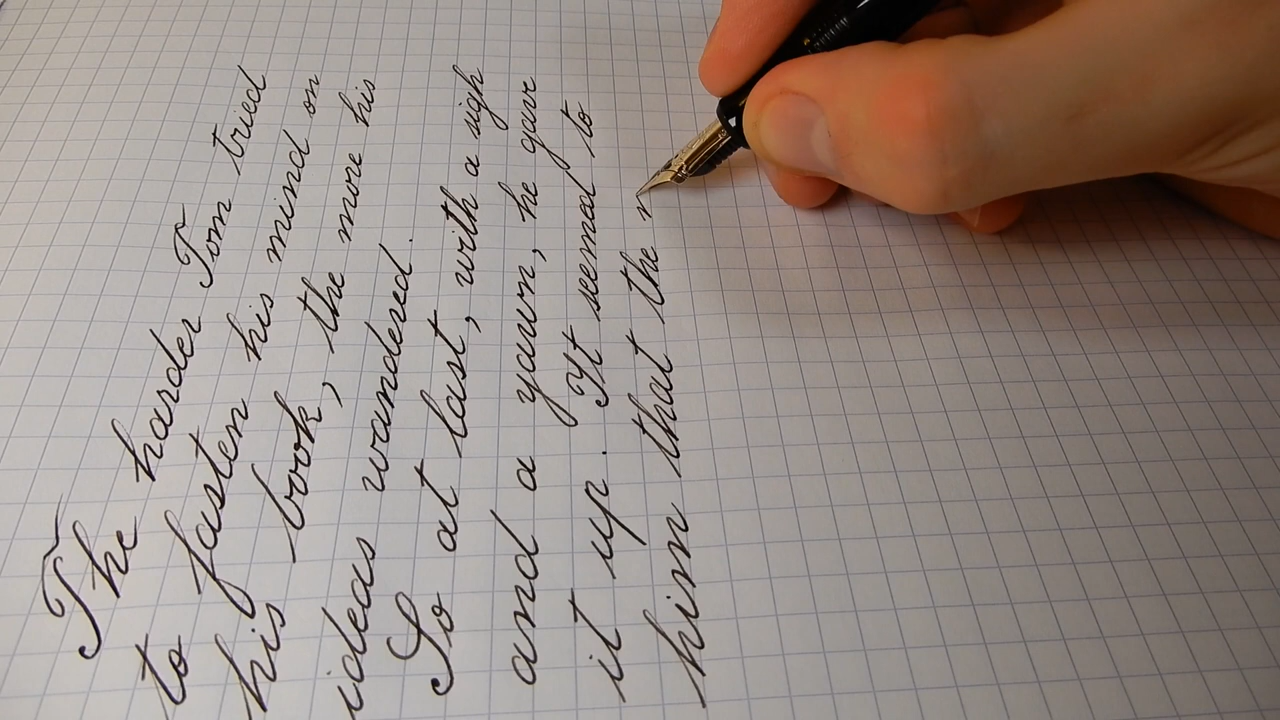 The harder Tom tried
to fasten his mind on
his book, the more his
ideas wandered.
So at last, with a sigh
and a yawn, he gave
it up. It seemed to
him that the